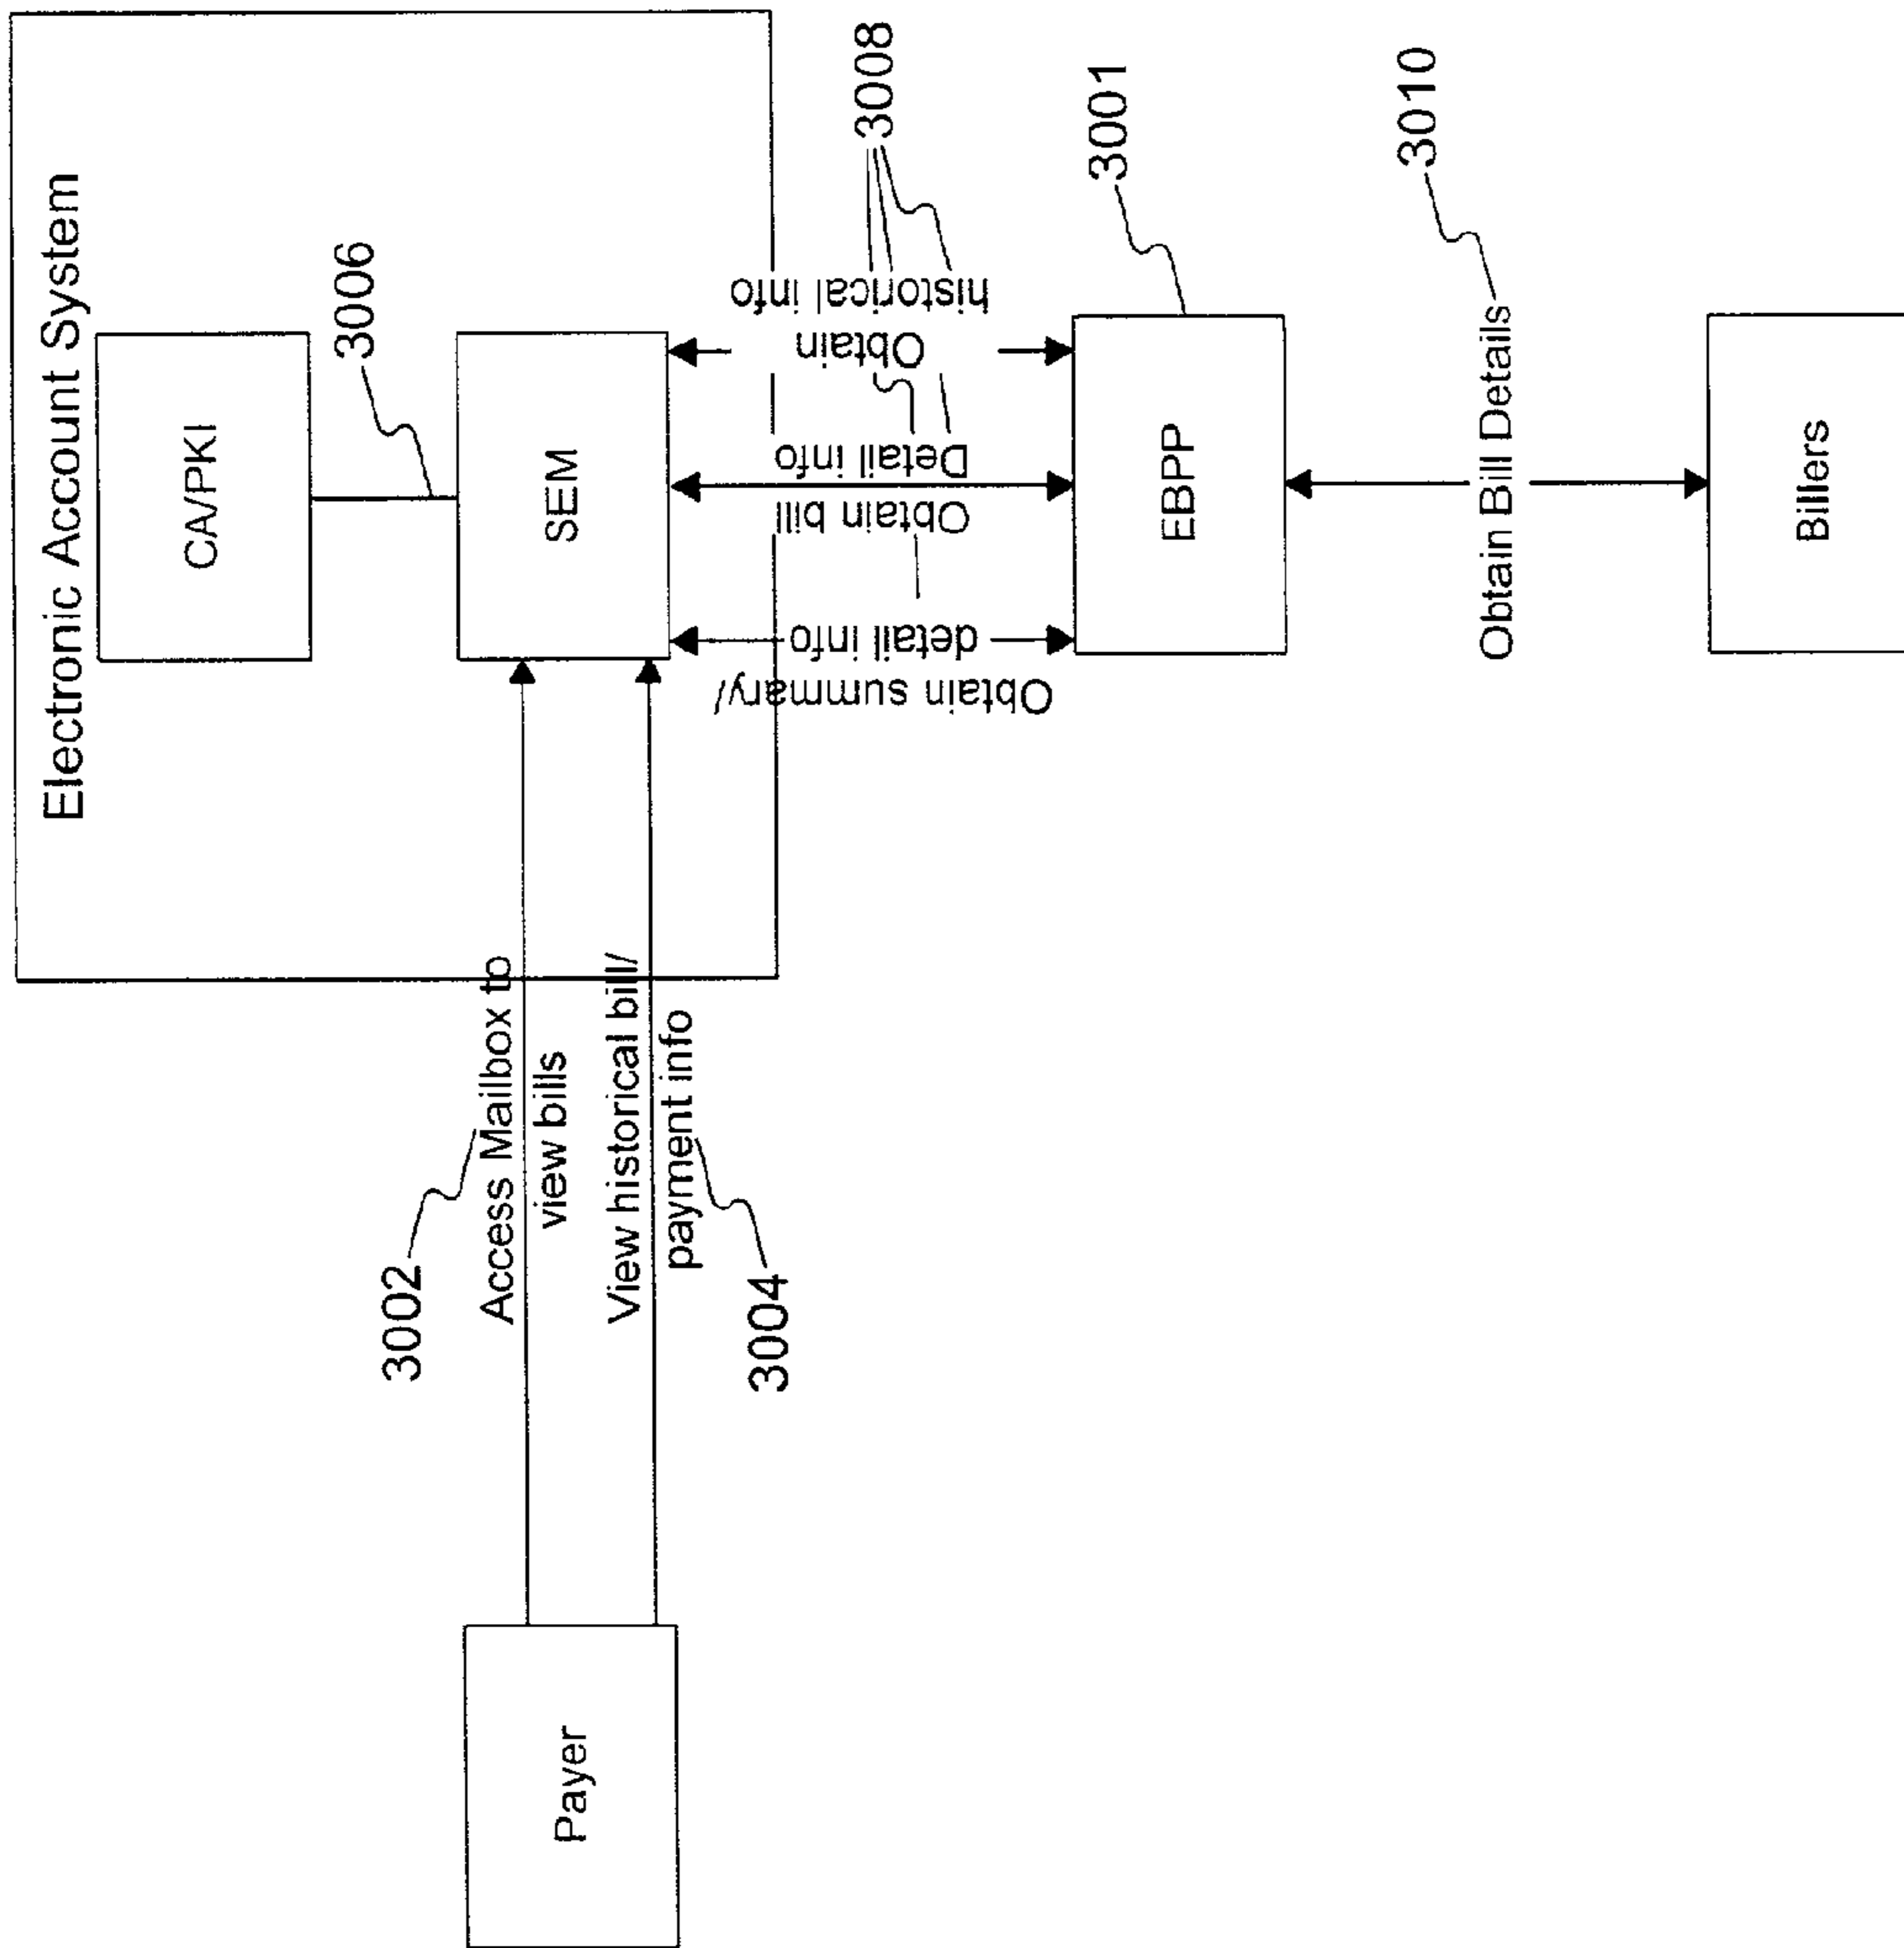 Electronic Account System
CA/PKI
3006
SEM
3002
Access Mailbox to
view bills
View historical bill/
payment info
3004
Payer
Obtain summary/
detail info
Obtain bill
Detail info
Obtain
historical info
3008
EBPP
3001
Obtain Bill Details
3010
Billers